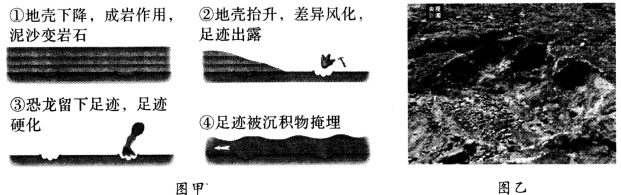 ①地壳下降，成岩作用，
泥沙变岩石
②地壳抬升，差异风化，
足迹出露
③恐龙留下足迹，足迹
硬化
④足迹被沉积物掩埋
图甲
图乙